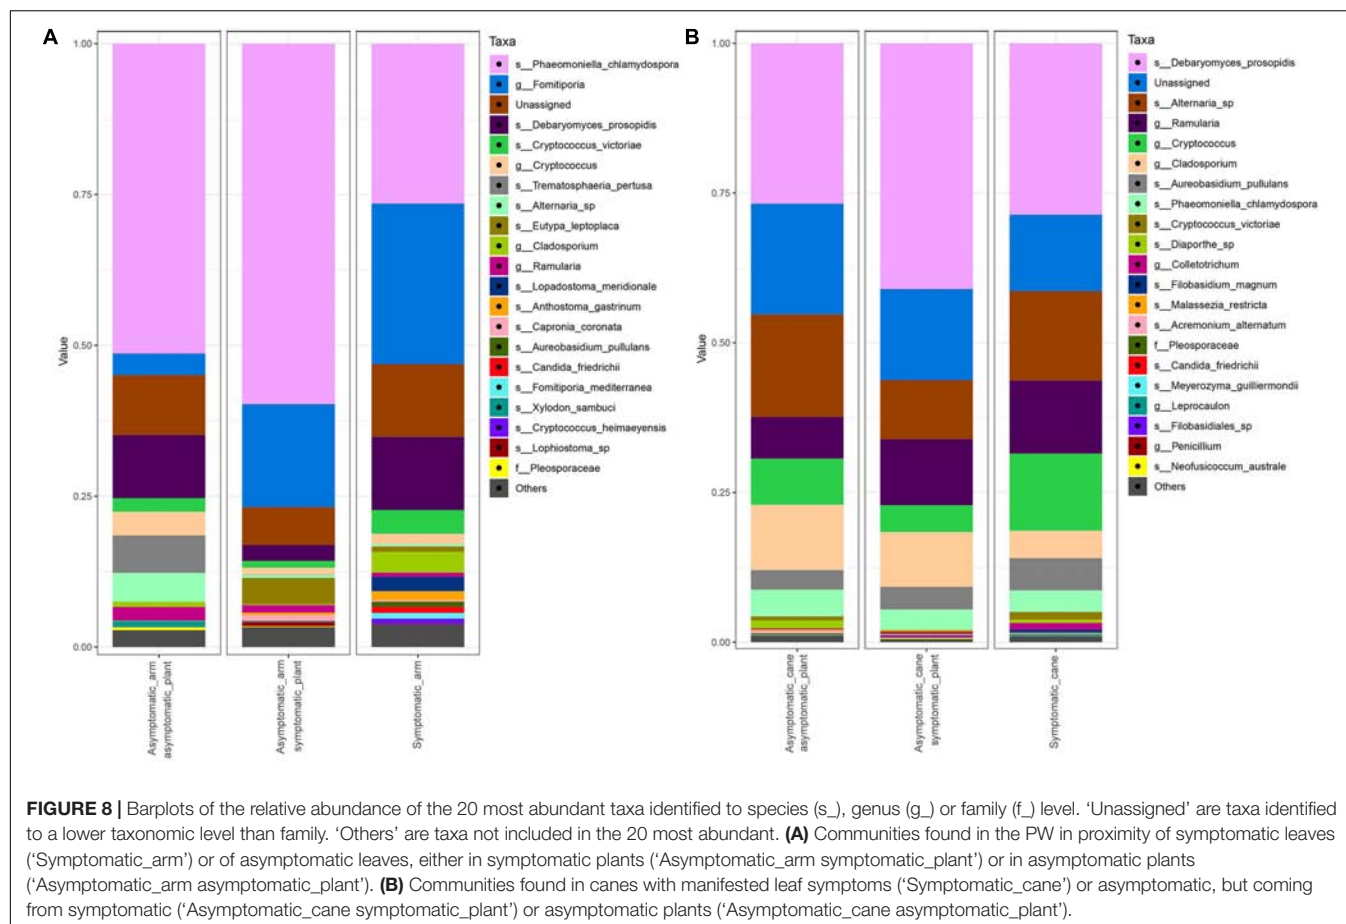 A
Value
1.00
0.75
0.50
0.25
0.00
Asymptomatic_arm
asymptomatic_plant
Asymptomatic_arm
symptomatic_plant
Symptomatic_arm
Taxa
s__Phaeomoniella_chlamydospora
g__Fomitiporia
Unassigned
s__Debaryomyces_prosopidis
s__Cryptococcus_victoriae
g__Cryptococcus
s__Trematosphaeria_pertusa
s__Alternaria_sp
s__Eutypa_leptoplaca
g__Cladosporium
g__Ramularia
s__Lopadostoma_meridionale
s__Anthostoma_gastrinum
s__Capronia_coronata
s__Aureobasidium_pullulans
s__Candida_friedrichii
s__Fomitiporia_mediterranea
s__Xylodon_sambuci
s__Cryptococcus_heimaeyensis
s__Lophiostoma_sp
f__Pleosporaceae
Others
B
Value
1.00
0.75
0.50
0.25
0.00
Asymptomatic_cane
asymptomatic_plant
Asymptomatic_cane
symptomatic_plant
Symptomatic_cane
Taxa
s__Debaryomyces_prosopidis
Unassigned
s__Alternaria_sp
g__Ramularia
g__Cryptococcus
g__Cladosporium
s__Aureobasidium_pullulans
s__Phaeomoniella_chlamydospora
s__Cryptococcus_victoriae
s__Diaporthe_sp
g__Colletotrichum
s__Filobasidium_magnum
s__Malassezia_restricta
s__Acremonium_alternatum
f__Pleosporaceae
s__Candida_friedrichii
s__Meyerozyma_guilliermondii
g__Leprocaulon
s__Filobasidiales_sp
g__Penicillium
s__Neofusicoccum_australe
Others
FIGURE 8 | Barplots of the relative abundance of the 20 most abundant taxa identified to species (s_), genus (g_) or family (f_) level. ‘Unassigned’ are taxa identified
to a lower taxonomic level than family. ‘Others’ are taxa not included in the 20 most abundant. (A) Communities found in the PW in proximity of symptomatic leaves
(‘Symptomatic_arm’) or of asymptomatic leaves, either in symptomatic plants (‘Asymptomatic_arm symptomatic_plant’) or in asymptomatic plants
(‘Asymptomatic_arm asymptomatic_plant’). (B) Communities found in canes with manifested leaf symptoms (‘Symptomatic_cane’) or asymptomatic, but coming
from symptomatic (‘Asymptomatic_cane symptomatic_plant’) or asymptomatic plants (‘Asymptomatic_cane asymptomatic_plant’).